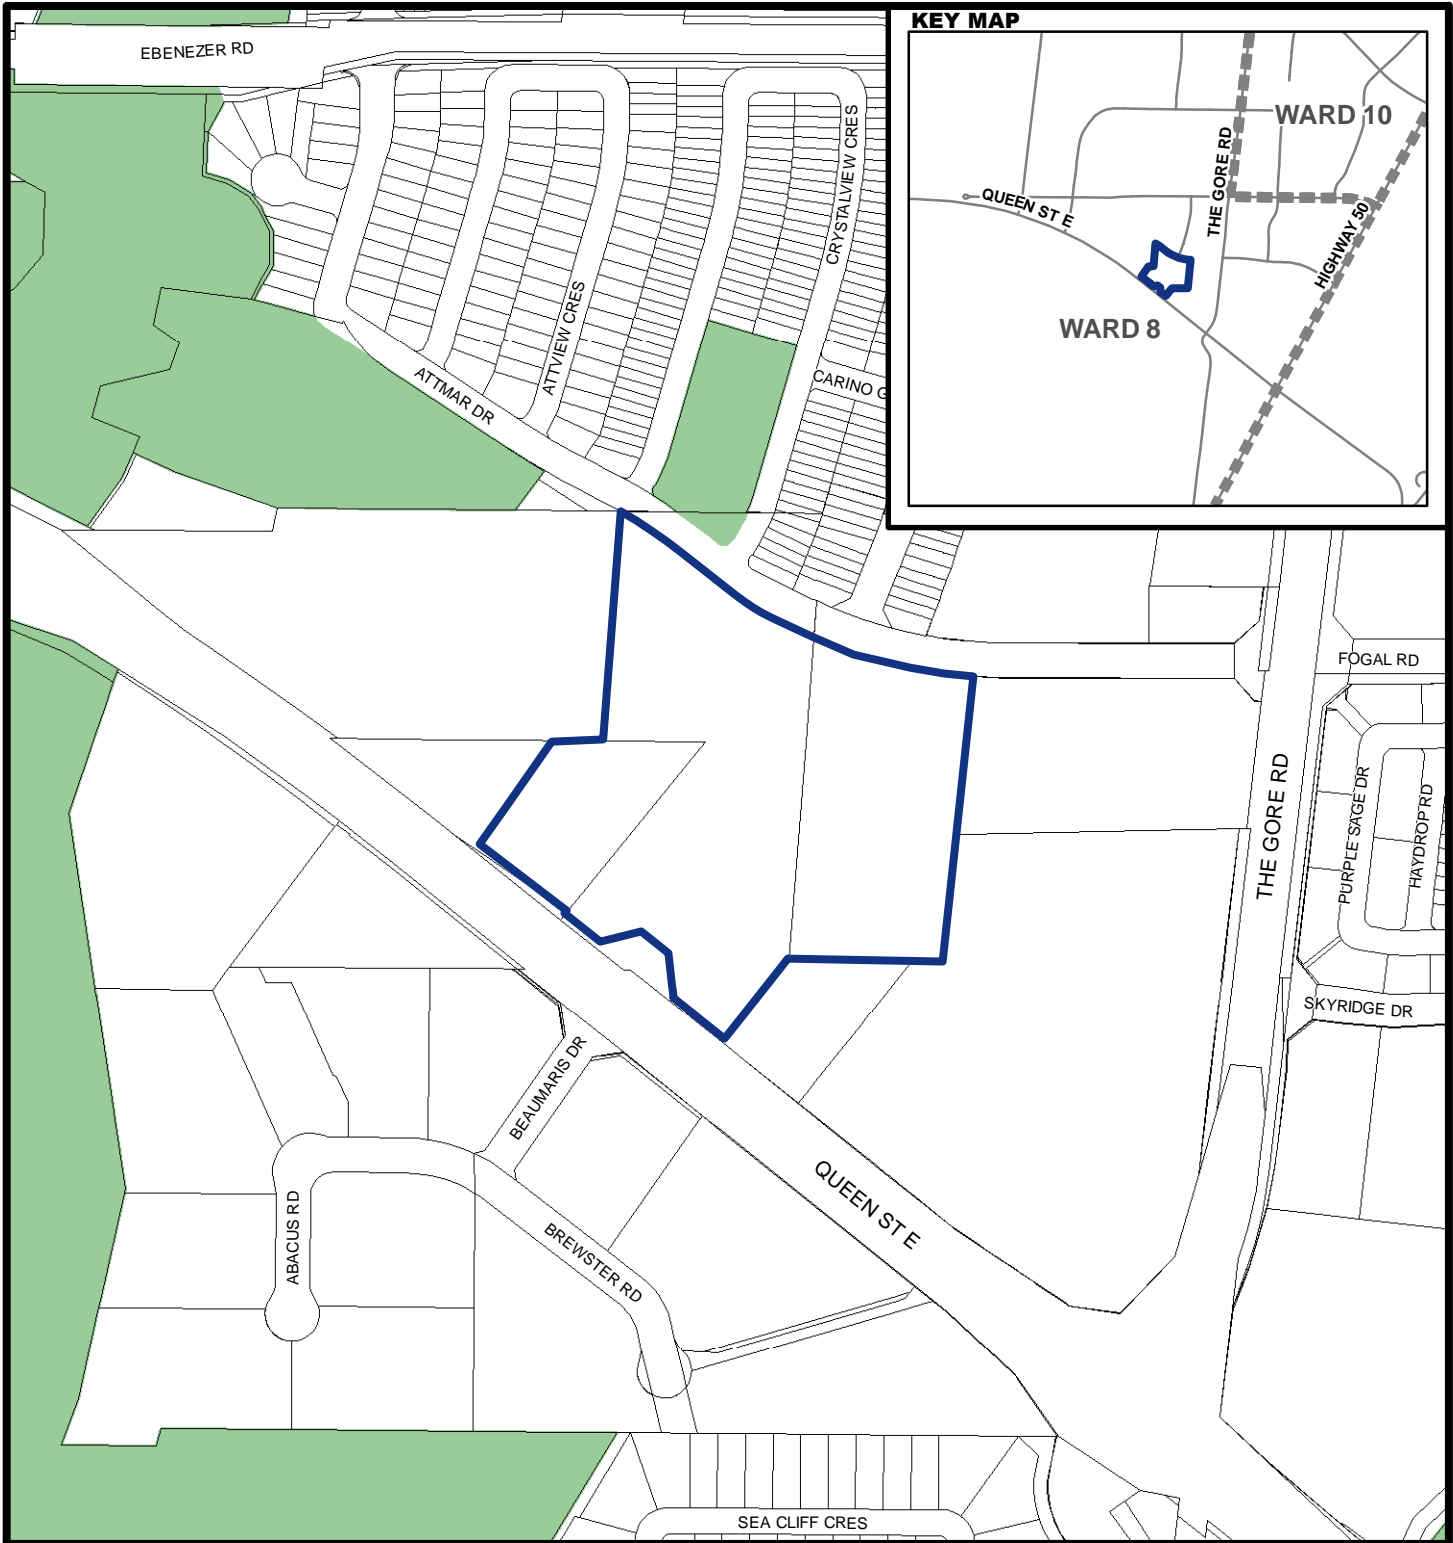 KEY MAP
EBENEZER RD
WARD 10
THE GORE RD
QUEEN ST E
HIGHWAY 50
WARD 8
CRYSTALVIEW CRES
ATTVIEW CRES
ATTMAR DR
CARINO G
FOGAL RD
THE GORE RD
PURPLE SAGE DR
HAYDROP RD
SKYRIDGE DR
BEAUMARIS DR
QUEEN ST E
ABACUS RD
BREWSTER RD
SEA CLIFF CRES